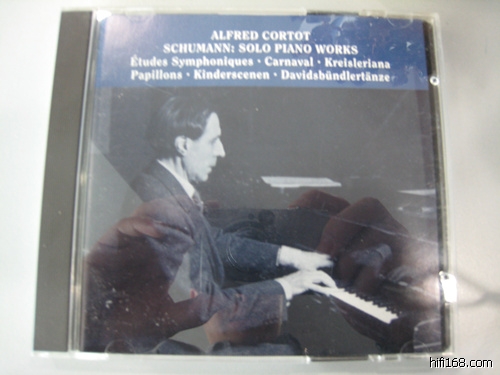 ALFRED CORTOT
SCHUMANN: SOLO PIANO WORKS
Études Symphoniques · Carnaval · Kreisleriana
Papillons · Kinderscenen · Davidsbündlertänze
hifi168.com